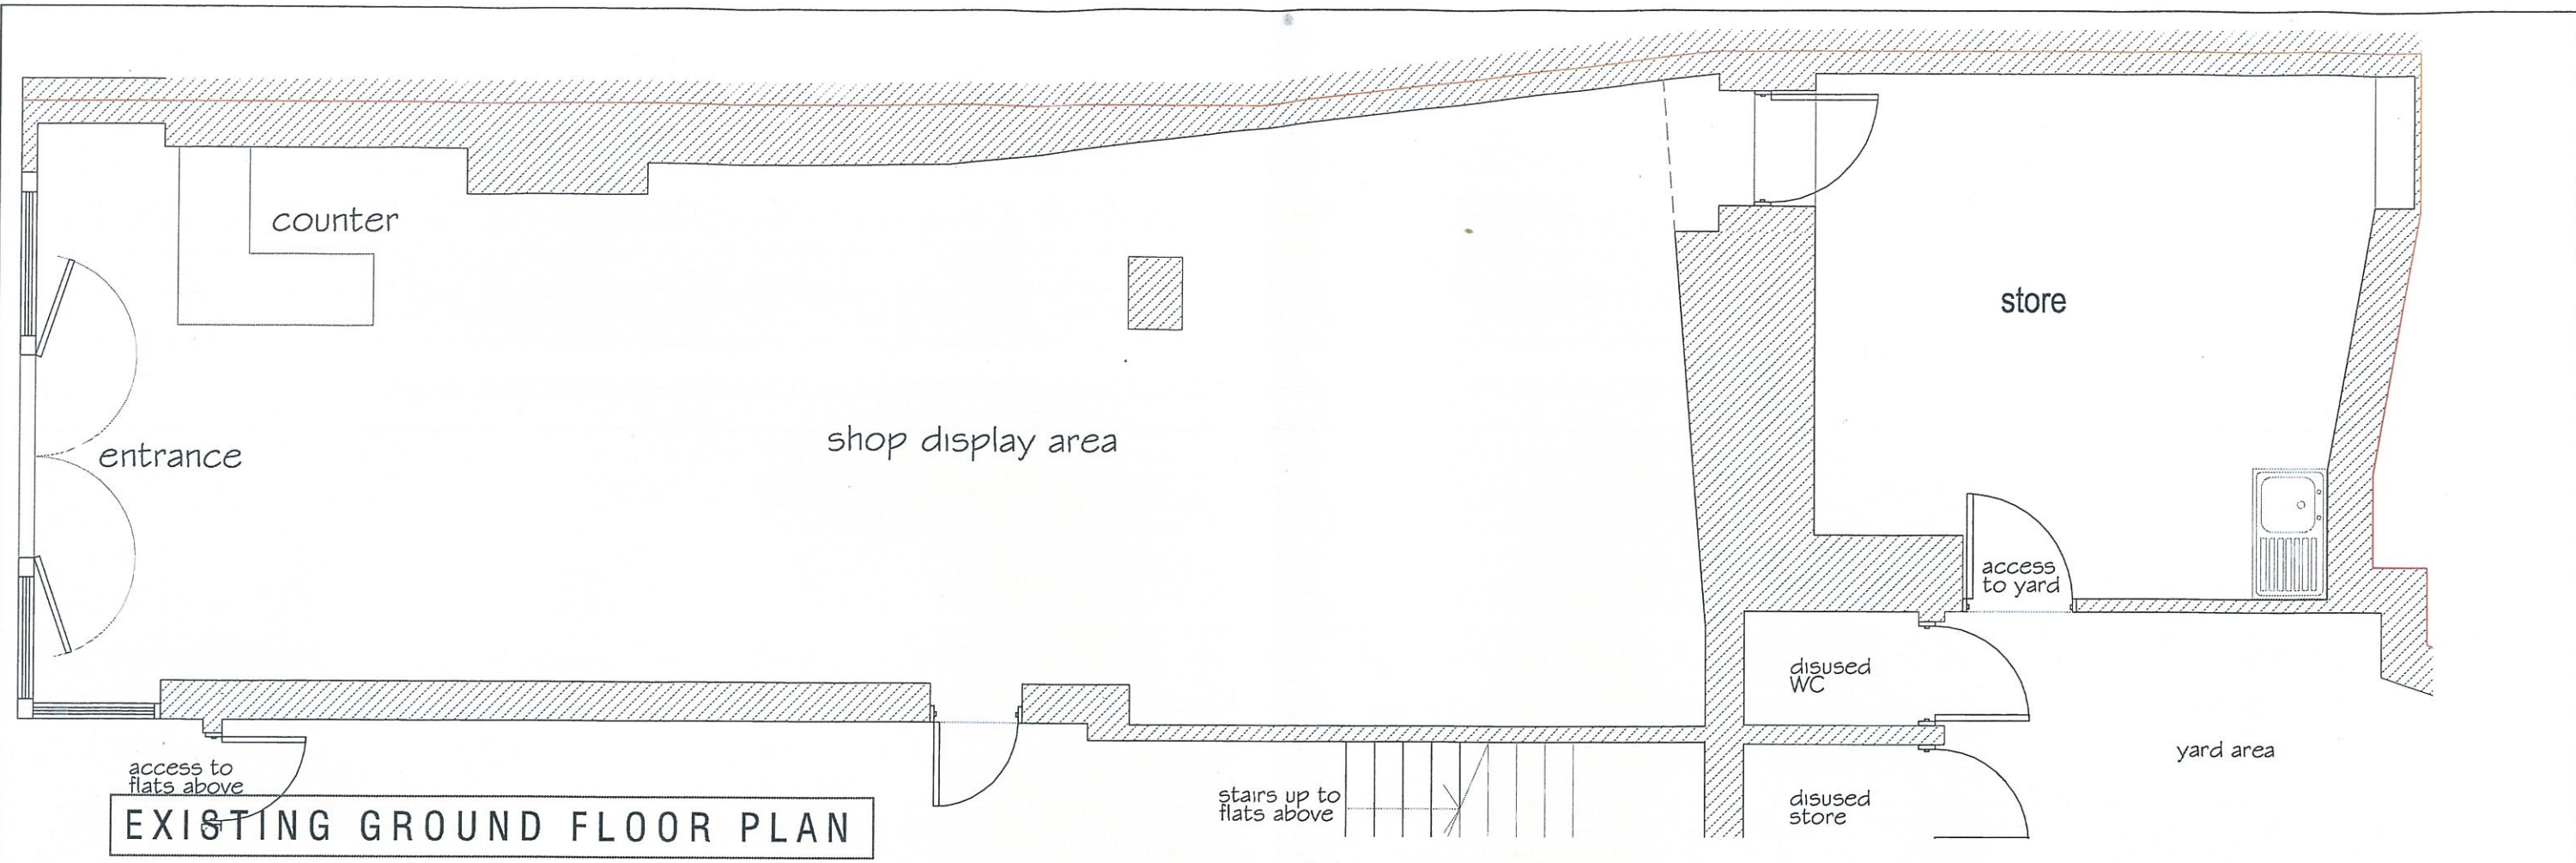 counter
store
shop display area
entrance
access
to yard
disused
WC
yard area
access to
flats above
stairs up to
flats above
disused
store
EXISTING GROUND FLOOR PLAN